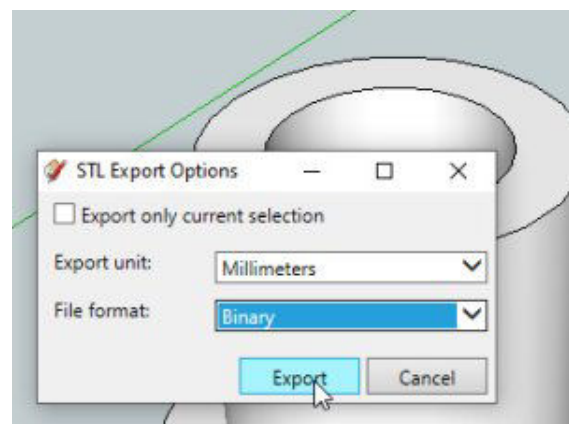 STL Export Options
Export only current selection
Export unit: Millimeters
File format: Binary
Export Cancel